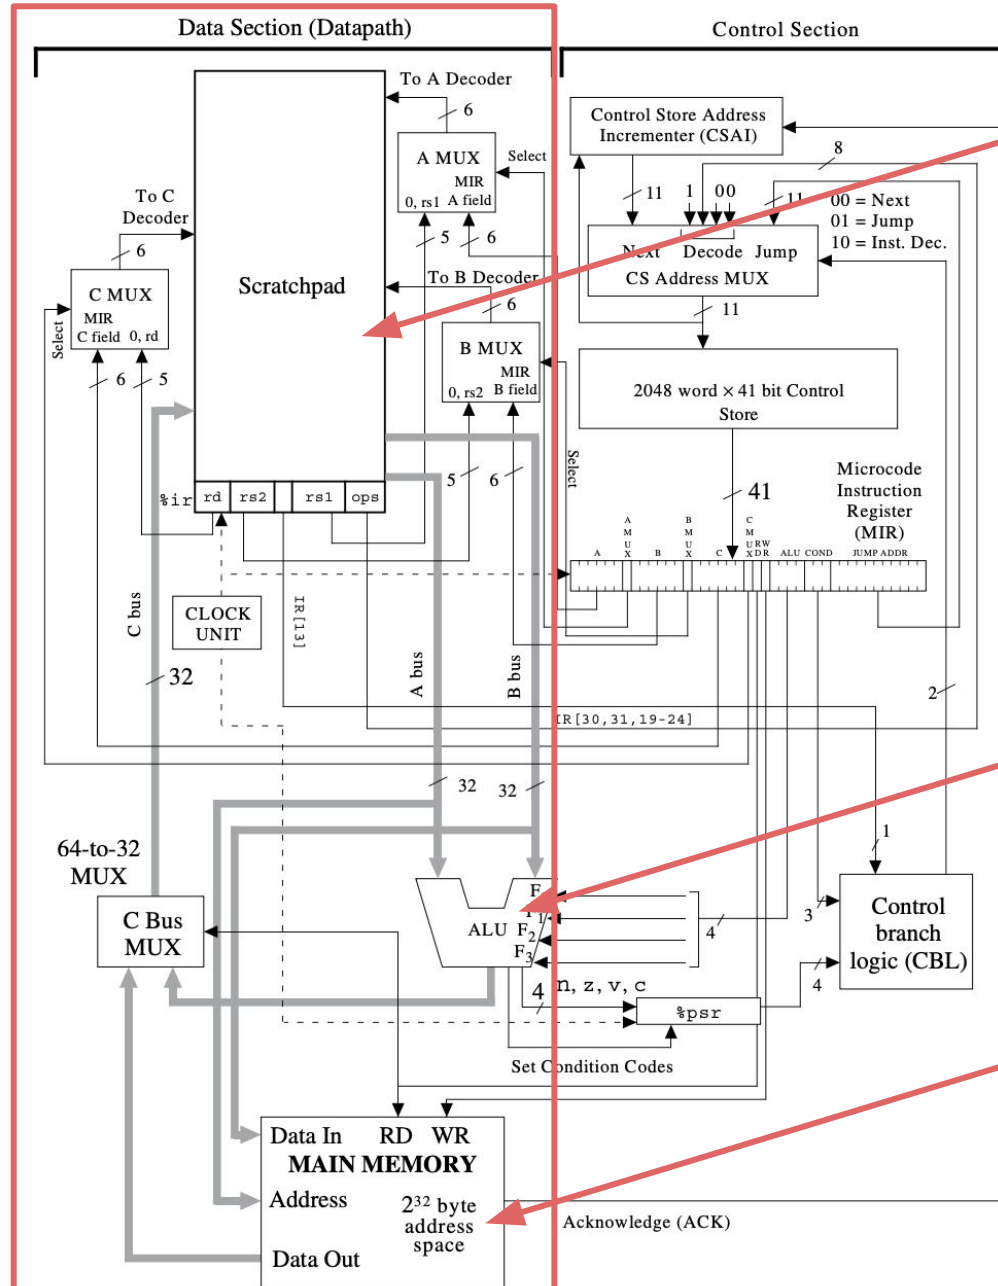 Data Section (Datapath)
Control Section
To A Decoder
6
A MUX
MIR
0, rs1 A field
Select
5
6
To C
Decoder
6
C MUX
MIR
C field 0, rd
Select
6
5
Scratchpad
To B Decoder
6
B MUX
MIR
0, rs2 B field
Select
5
6
%ir
rd
rs2
rs1
ops
Control Store Address
Incrementer (CSAI)
8
11
1
00
11
00 = Next
01 = Jump
10 = Inst. Dec.
Next Decode Jump
CS Address MUX
11
2048 word × 41 bit Control
Store
41
Microcode
Instruction
Register
(MIR)
A
AMUX
B
BMUX
C
CMUX
RD
WR
ALU
COND
JUMP ADDR
CLOCK
UNIT
IR[13]
C bus
32
A bus
B bus
IR[30,31,19-24]
2
32
32
64-to-32
MUX
C Bus
MUX
ALU
F1
F2
F3
4
1
3
Control
branch
logic (CBL)
4
4
n, z, v, c
%psr
Set Condition Codes
Data In RD WR
MAIN MEMORY
Address
2³² byte
address
space
Data Out
Acknowledge (ACK)